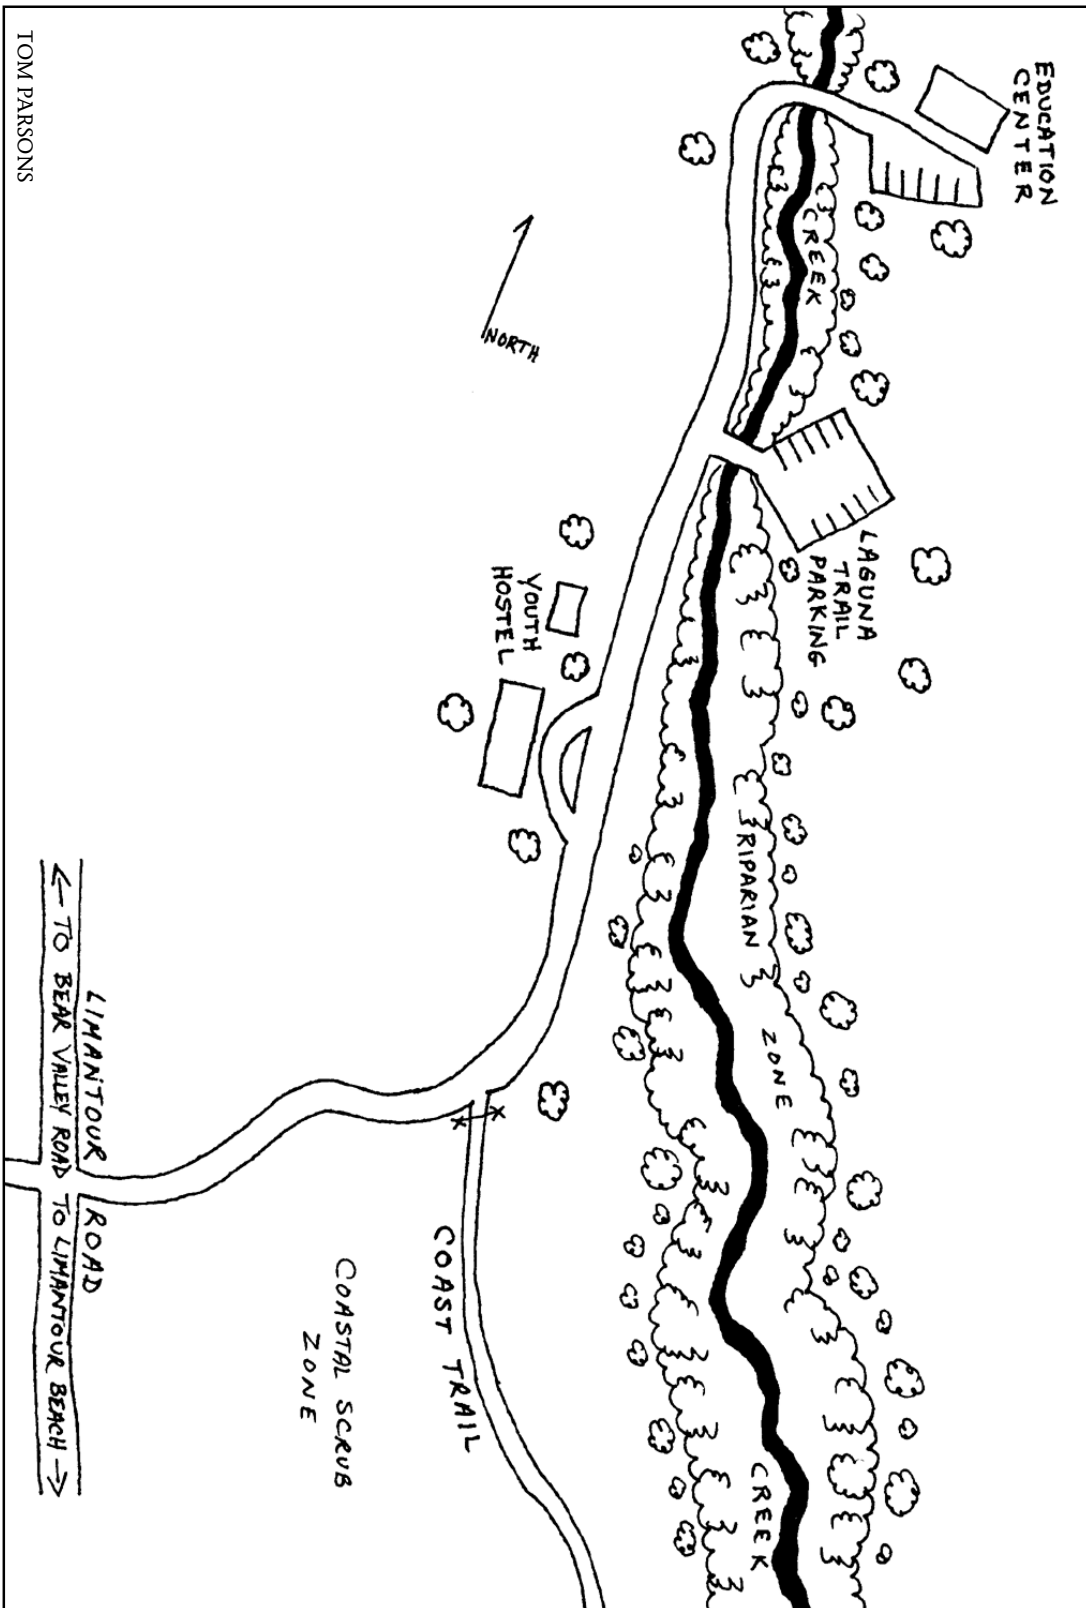 TOM PARSONS
EDUCATION
CENTER
CREEK
NORTH
LAGUNA
TRAIL
PARKING
YOUTH
HOSTEL
RIPARIAN
ZONE
LIMANTOUR ROAD
← TO BEAR VALLEY ROAD TO LIMANTOUR BEACH →
COAST TRAIL
COASTAL SCRUB
ZONE
CREEK